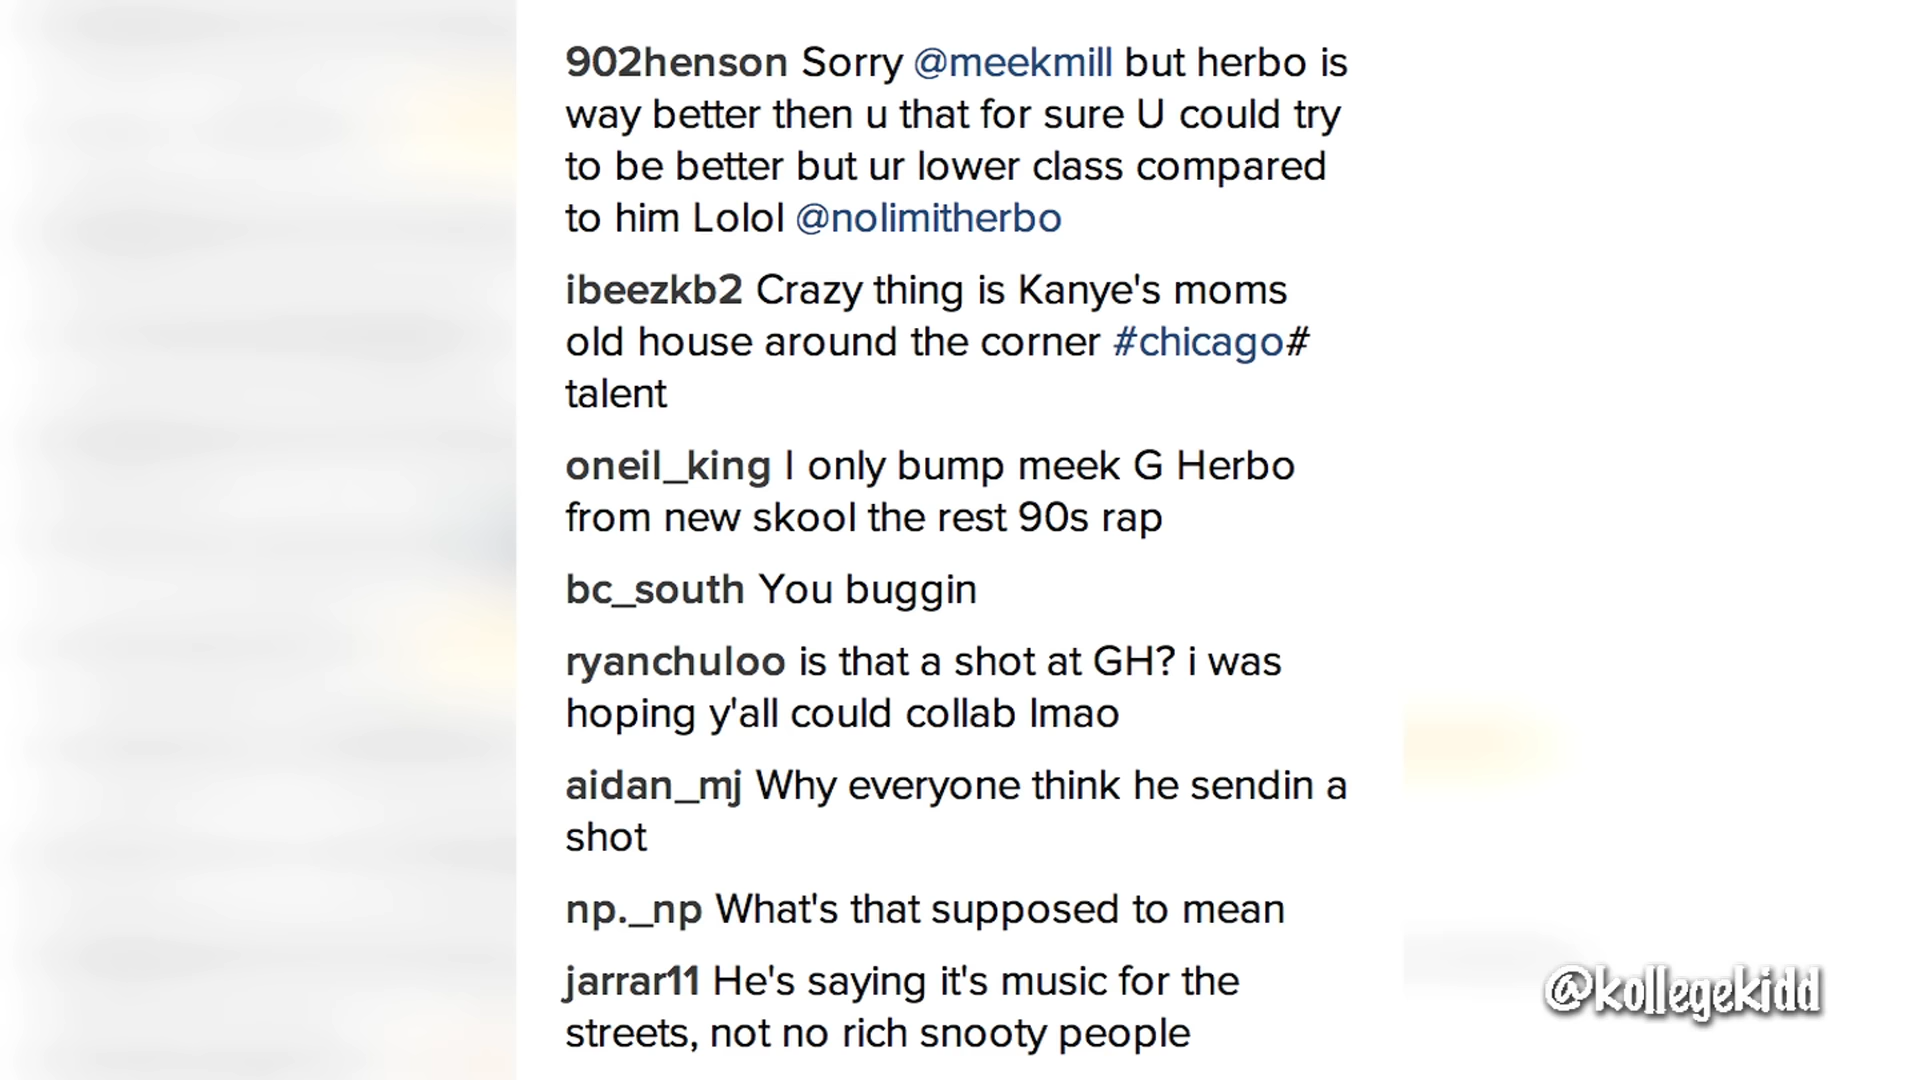 902henson Sorry @meekmill but herbo is
way better then u that for sure U could try
to be better but ur lower class compared
to him Lolol @nolimitherbo
ibeezkb2 Crazy thing is Kanye's moms
old house around the corner #chicago#
talent
oneil_king I only bump meek G Herbo
from new skool the rest 90s rap
bc_south You buggin
ryanchuloo is that a shot at GH? i was
hoping y'all could collab lmao
aidan_mj Why everyone think he sendin a
shot
np._np What's that supposed to mean
jarrar11 He's saying it's music for the
streets, not no rich snooty people
@kollegekidd